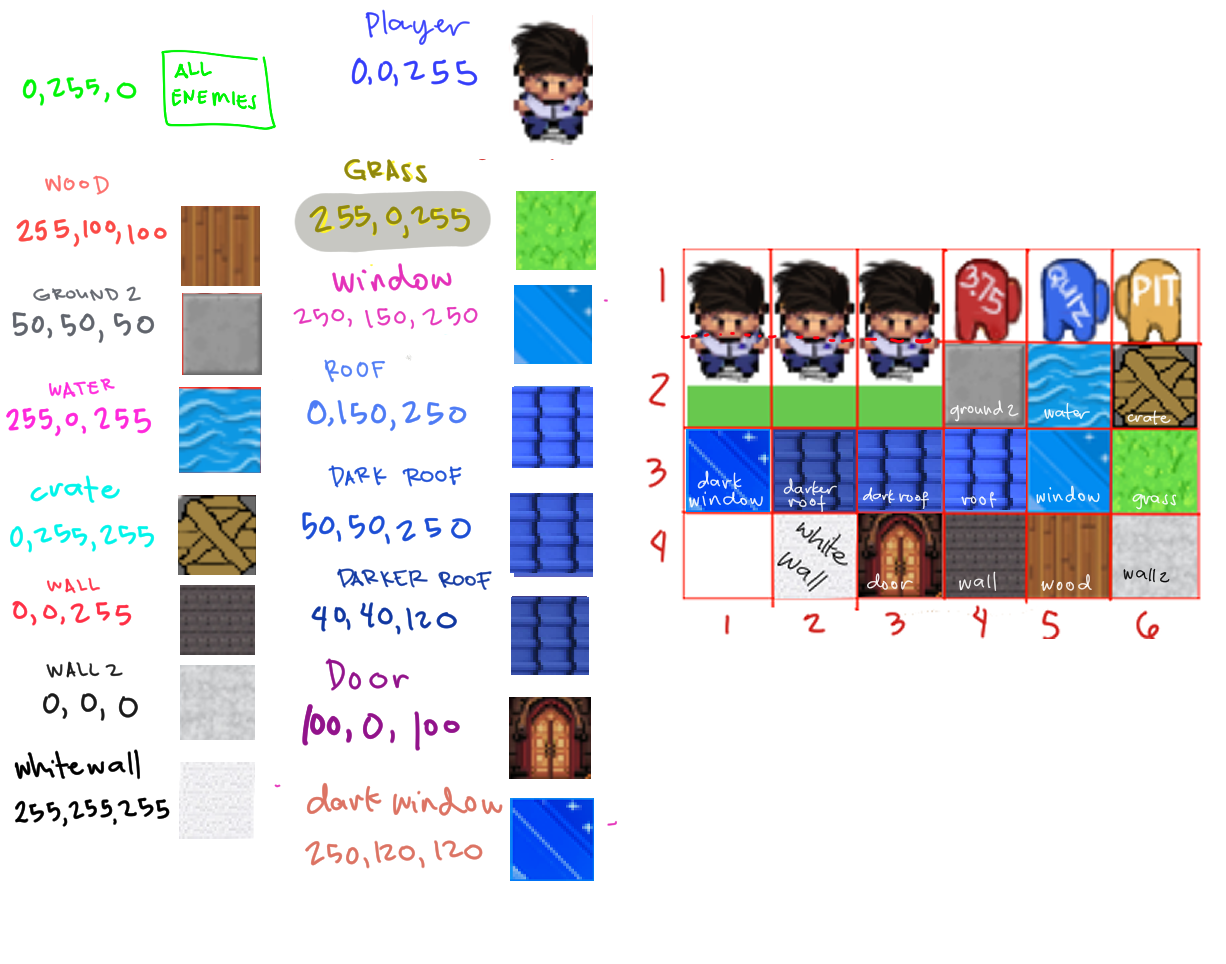 Player
0,0,255
0,255,0
ALL
ENEMIES
WOOD
255,100,100
GROUND 2
50, 50, 50
WATER
255,0,255
crate
0,255,255
WALL
0,0,255
WALL 2
0, 0, 0
whitewall
255,255,255
GRASS
255, 0,255
window
250, 150, 250
ROOF
0,150,250
DARK ROOF
50,50,250
DARKER ROOF
40,40,120
Door
100, 0, 100
dark window
250,120,120
1
3.75
QUIZ
PIT
2
ground 2
water
crate
3
dark
window
darker
roof
dark roof
roof
window
grass
4
white
wall
door
wall
wood
wall 2
1 2 3 4 5 6